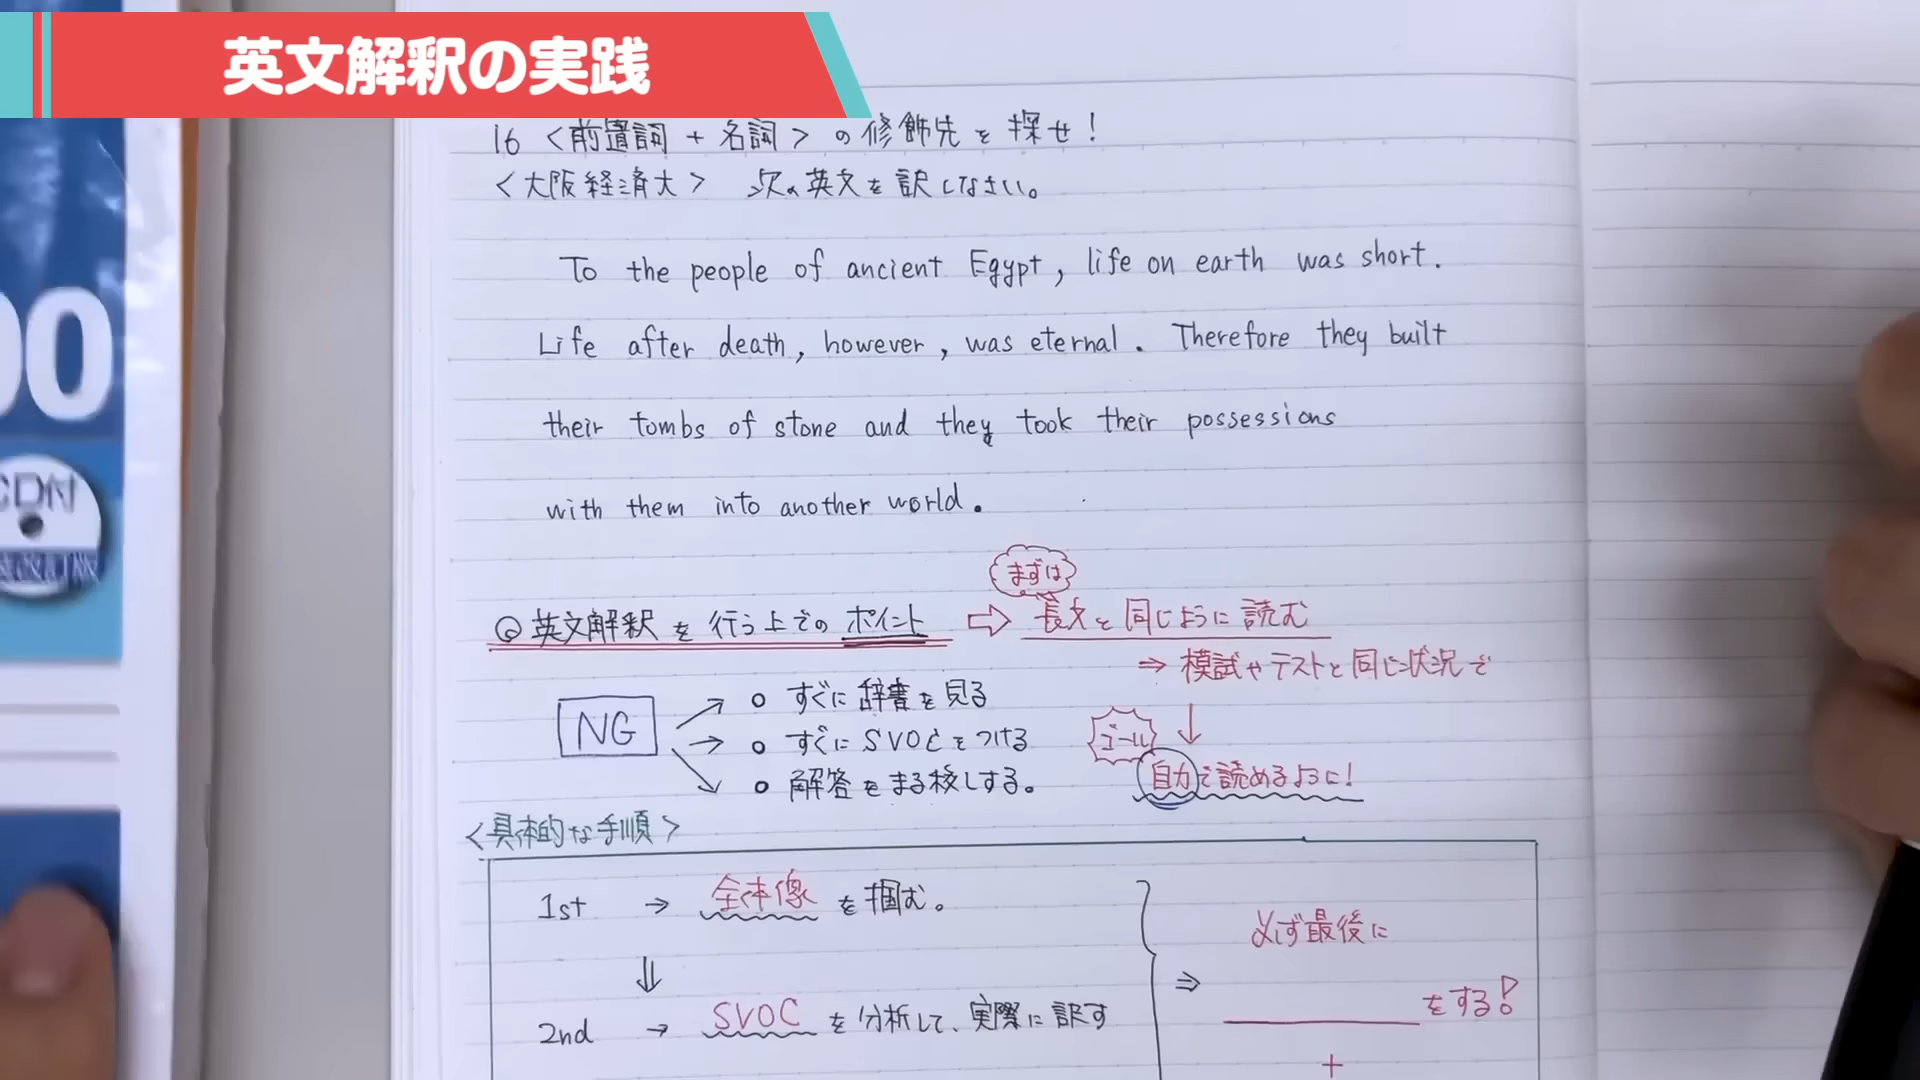 英文解釈の実践
16 <前置詞 + 名詞> の修飾先を探せ!
<大阪経済大> 次の英文を訳しなさい。
To the people of ancient Egypt, life on earth was short.
Life after death, however, was eternal. Therefore they built
their tombs of stone and they took their possessions
with them into another world.
まずは
◎英文解釈を行う上でのポイント ⇨ 長文と同じように読む
⇒ 模試やテストと同じ状況で
NG → ○ すぐに辞書を見る
→ ○ すぐにSVOCをつける
→ ○ 解答をまる移しする。
ゴール ↓
自力で読めるように!
<具体的な手順>
1st → 全体像を掴む。
必ず最後に
⇓
⇒ をする!
2nd → SVOCを分析して、実際に訳す
+
00
CD付
改訂版